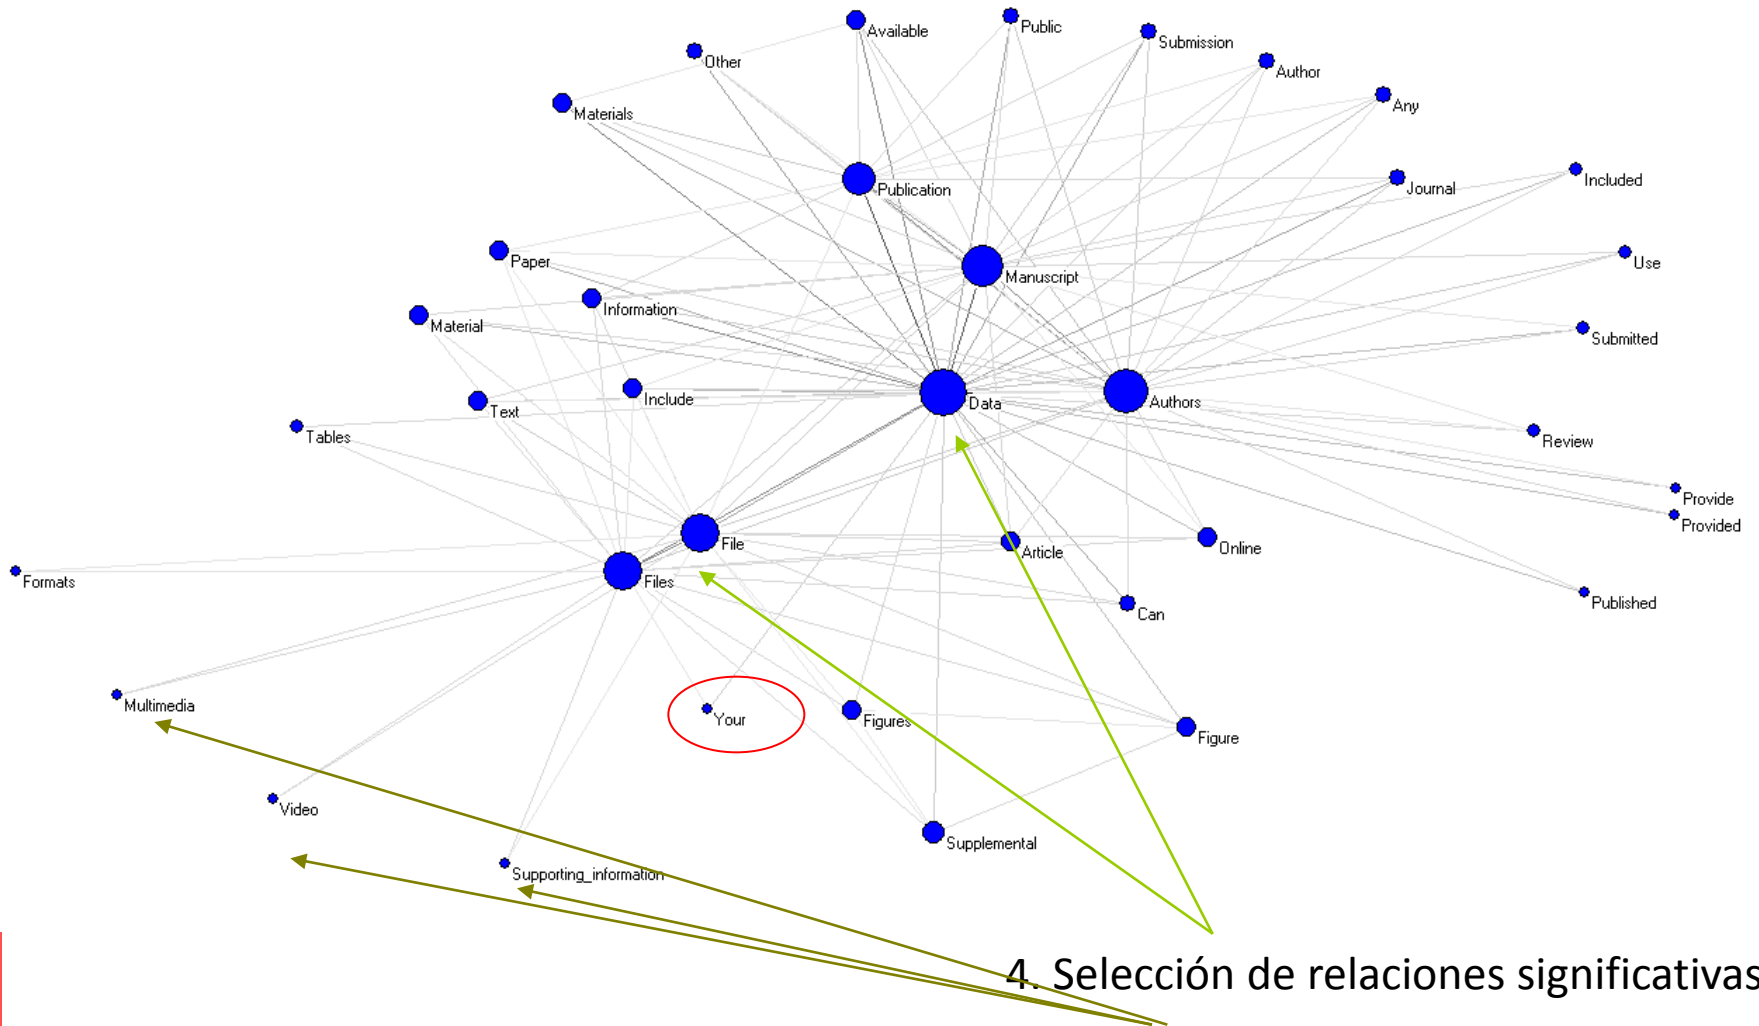 Public
Available
Submission
Other
Author
Any
Materials
Included
Journal
Publication
Paper
Use
Manuscript
Information
Material
Submitted
Include
Data
Authors
Text
Tables
Review
Provide
Provided
File
Online
Article
Formats
Files
Published
Can
Multimedia
Your
Figures
Figure
Video
Supplemental
Supporting_information
4. Selección de relaciones significativas